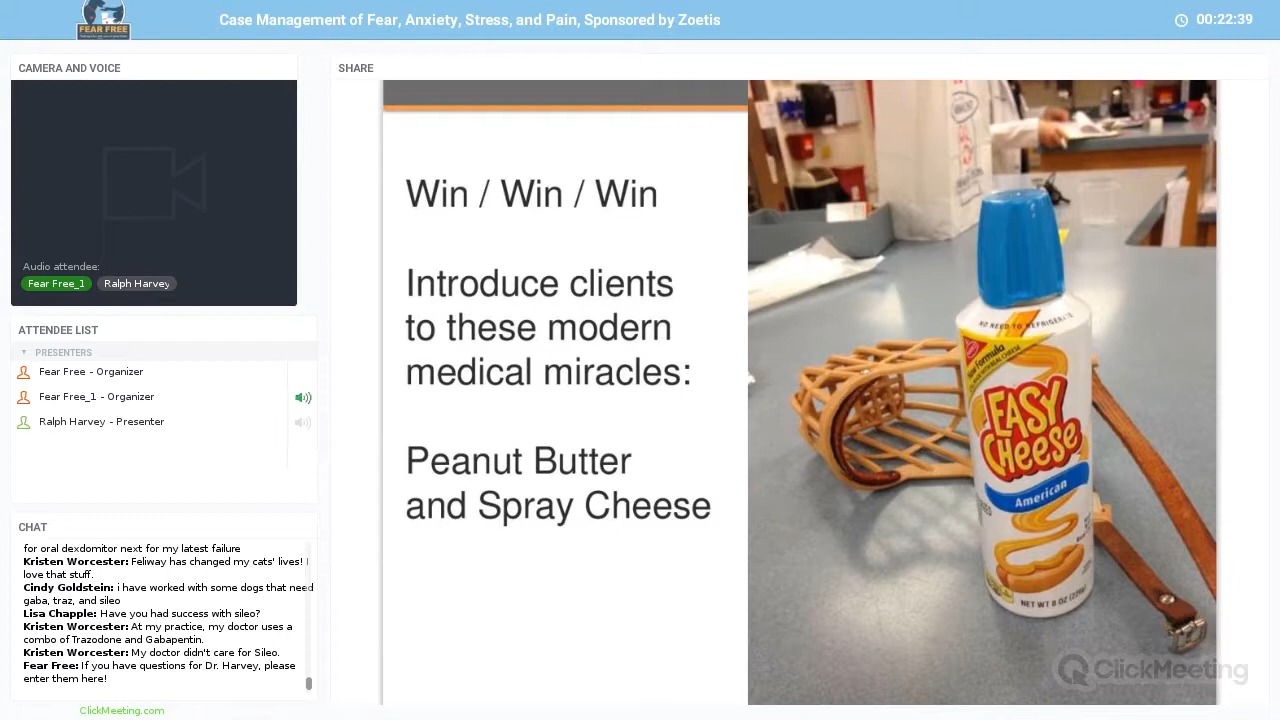 FEAR FREE
Case Management of Fear, Anxiety, Stress, and Pain, Sponsored by Zoetis
00:22:39
CAMERA AND VOICE
Audio attendee:
Fear Free_1
Ralph Harvey
ATTENDEE LIST
PRESENTERS
Fear Free - Organizer
Fear Free_1 - Organizer
Ralph Harvey - Presenter
CHAT
for oral dexdomitor next for my latest failure
Kristen Worcester: Feliway has changed my cats' lives! I
love that stuff.
Cindy Goldstein: i have worked with some dogs that need
gaba, traz, and sileo
Lisa Chapple: Have you had success with sileo?
Kristen Worcester: At my practice, my doctor uses a
combo of Trazodone and Gabapentin.
Kristen Worcester: My doctor didn't care for Sileo.
Fear Free: If you have questions for Dr. Harvey, please
enter them here!
ClickMeeting.com
SHARE
Win / Win / Win
Introduce clients
to these modern
medical miracles:
Peanut Butter
and Spray Cheese
NO NEED TO REFRIGERATE
New Formula
EASY
CHEESE
American
NET WT 8 OZ
ClickMeeting